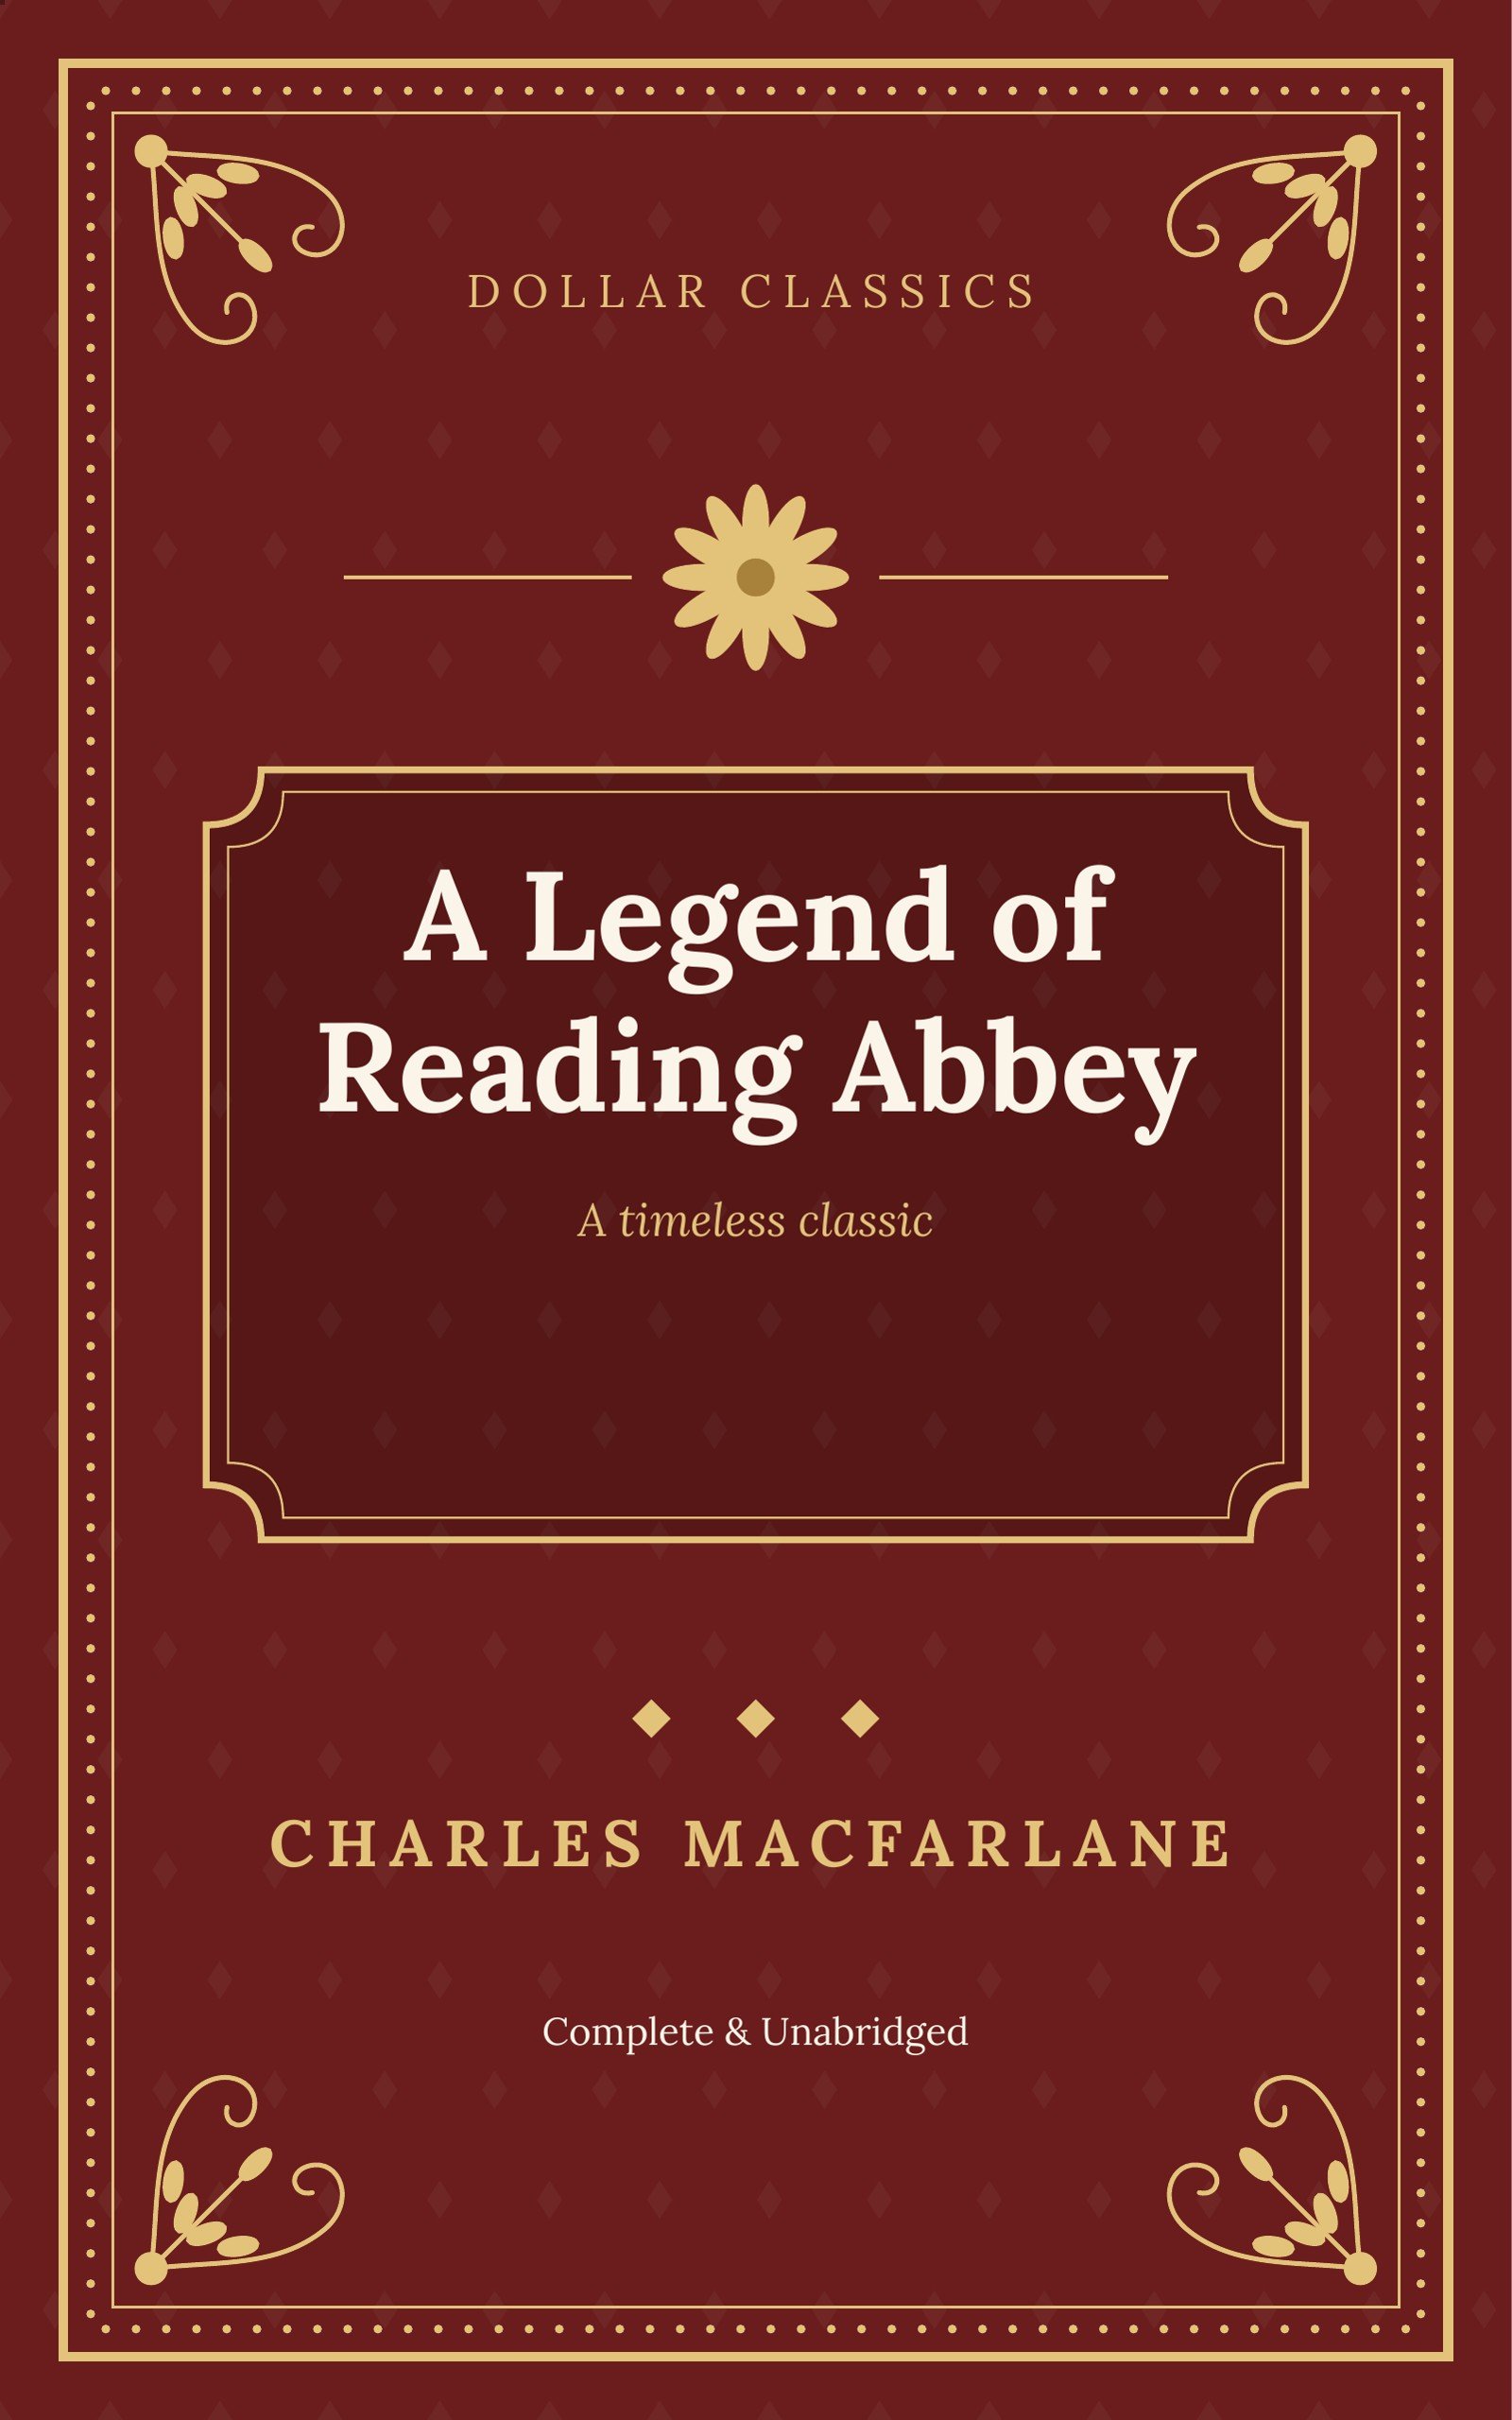 DOLLAR CLASSICS
A Legend of
Reading Abbey
A timeless classic
CHARLES MACFARLANE
Complete & Unabridged